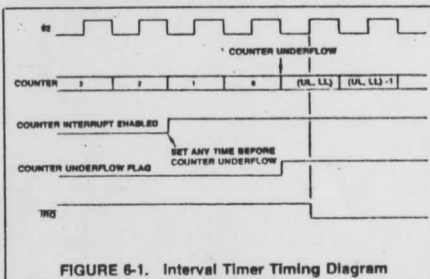 ϕ2
COUNTER UNDERFLOW
COUNTER 3 2 1 0 (UL, LL) (UL, LL) -1
COUNTER INTERRUPT ENABLED
SET ANY TIME BEFORE
COUNTER UNDERFLOW
COUNTER UNDERFLOW FLAG
IRQ
FIGURE 6-1. Interval Timer Timing Diagram